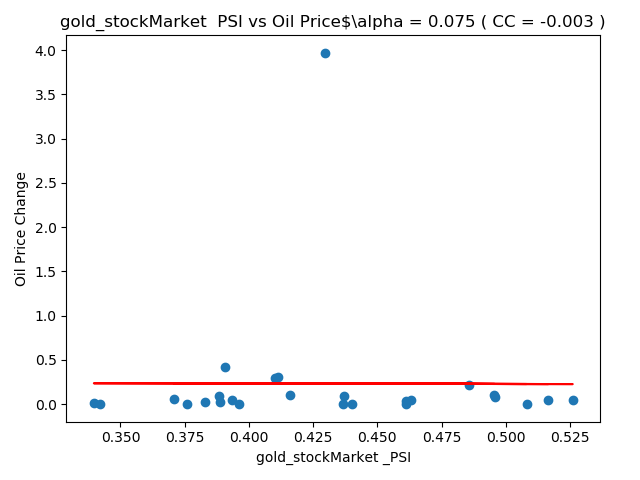 gold_stockMarket  PSI vs Oil Price$\alpha = 0.075 ( CC = -0.003 )
4.0
3.5
3.0
2.5
2.0
1.5
1.0
0.5
0.0
Oil Price Change
0.350 0.375 0.400 0.425 0.450 0.475 0.500 0.525
gold_stockMarket _PSI